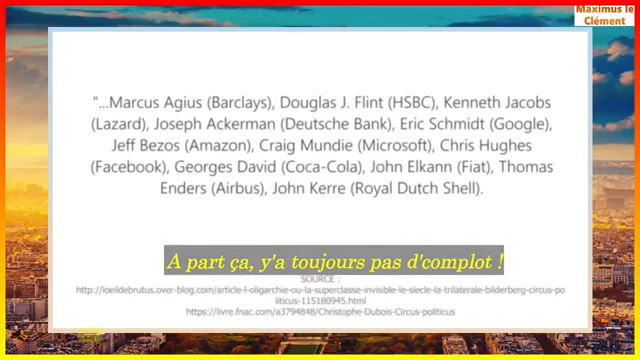 Maximus le
Clément
"...Marcus Agius (Barclays), Douglas J. Flint (HSBC), Kenneth Jacobs
(Lazard), Joseph Ackerman (Deutsche Bank), Eric Schmidt (Google),
Jeff Bezos (Amazon), Craig Mundie (Microsoft), Chris Hughes
(Facebook), Georges David (Coca-Cola), John Elkann (Fiat), Thomas
Enders (Airbus), John Kerre (Royal Dutch Shell).
A part ça, y'a toujours pas d'complot !
SOURCE :
http://loeildebrutus.over-blog.com/article-l-oligarchie-ou-la-superclasse-invisible-le-siecle-la-trilaterale-bilderberg-circus-po
liticus-115180945.html
https://livre.fnac.com/a3794848/Christophe-Dubois-Circus-politicus